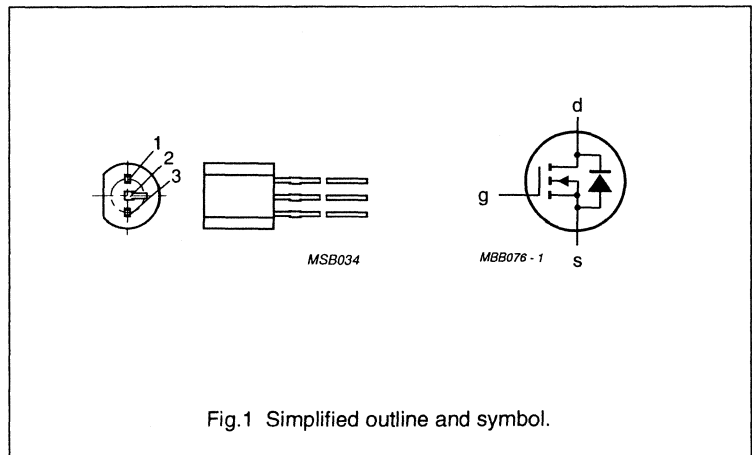 1
2
3
MSB034
d
g
s
MBB076 - 1
Fig.1 Simplified outline and symbol.